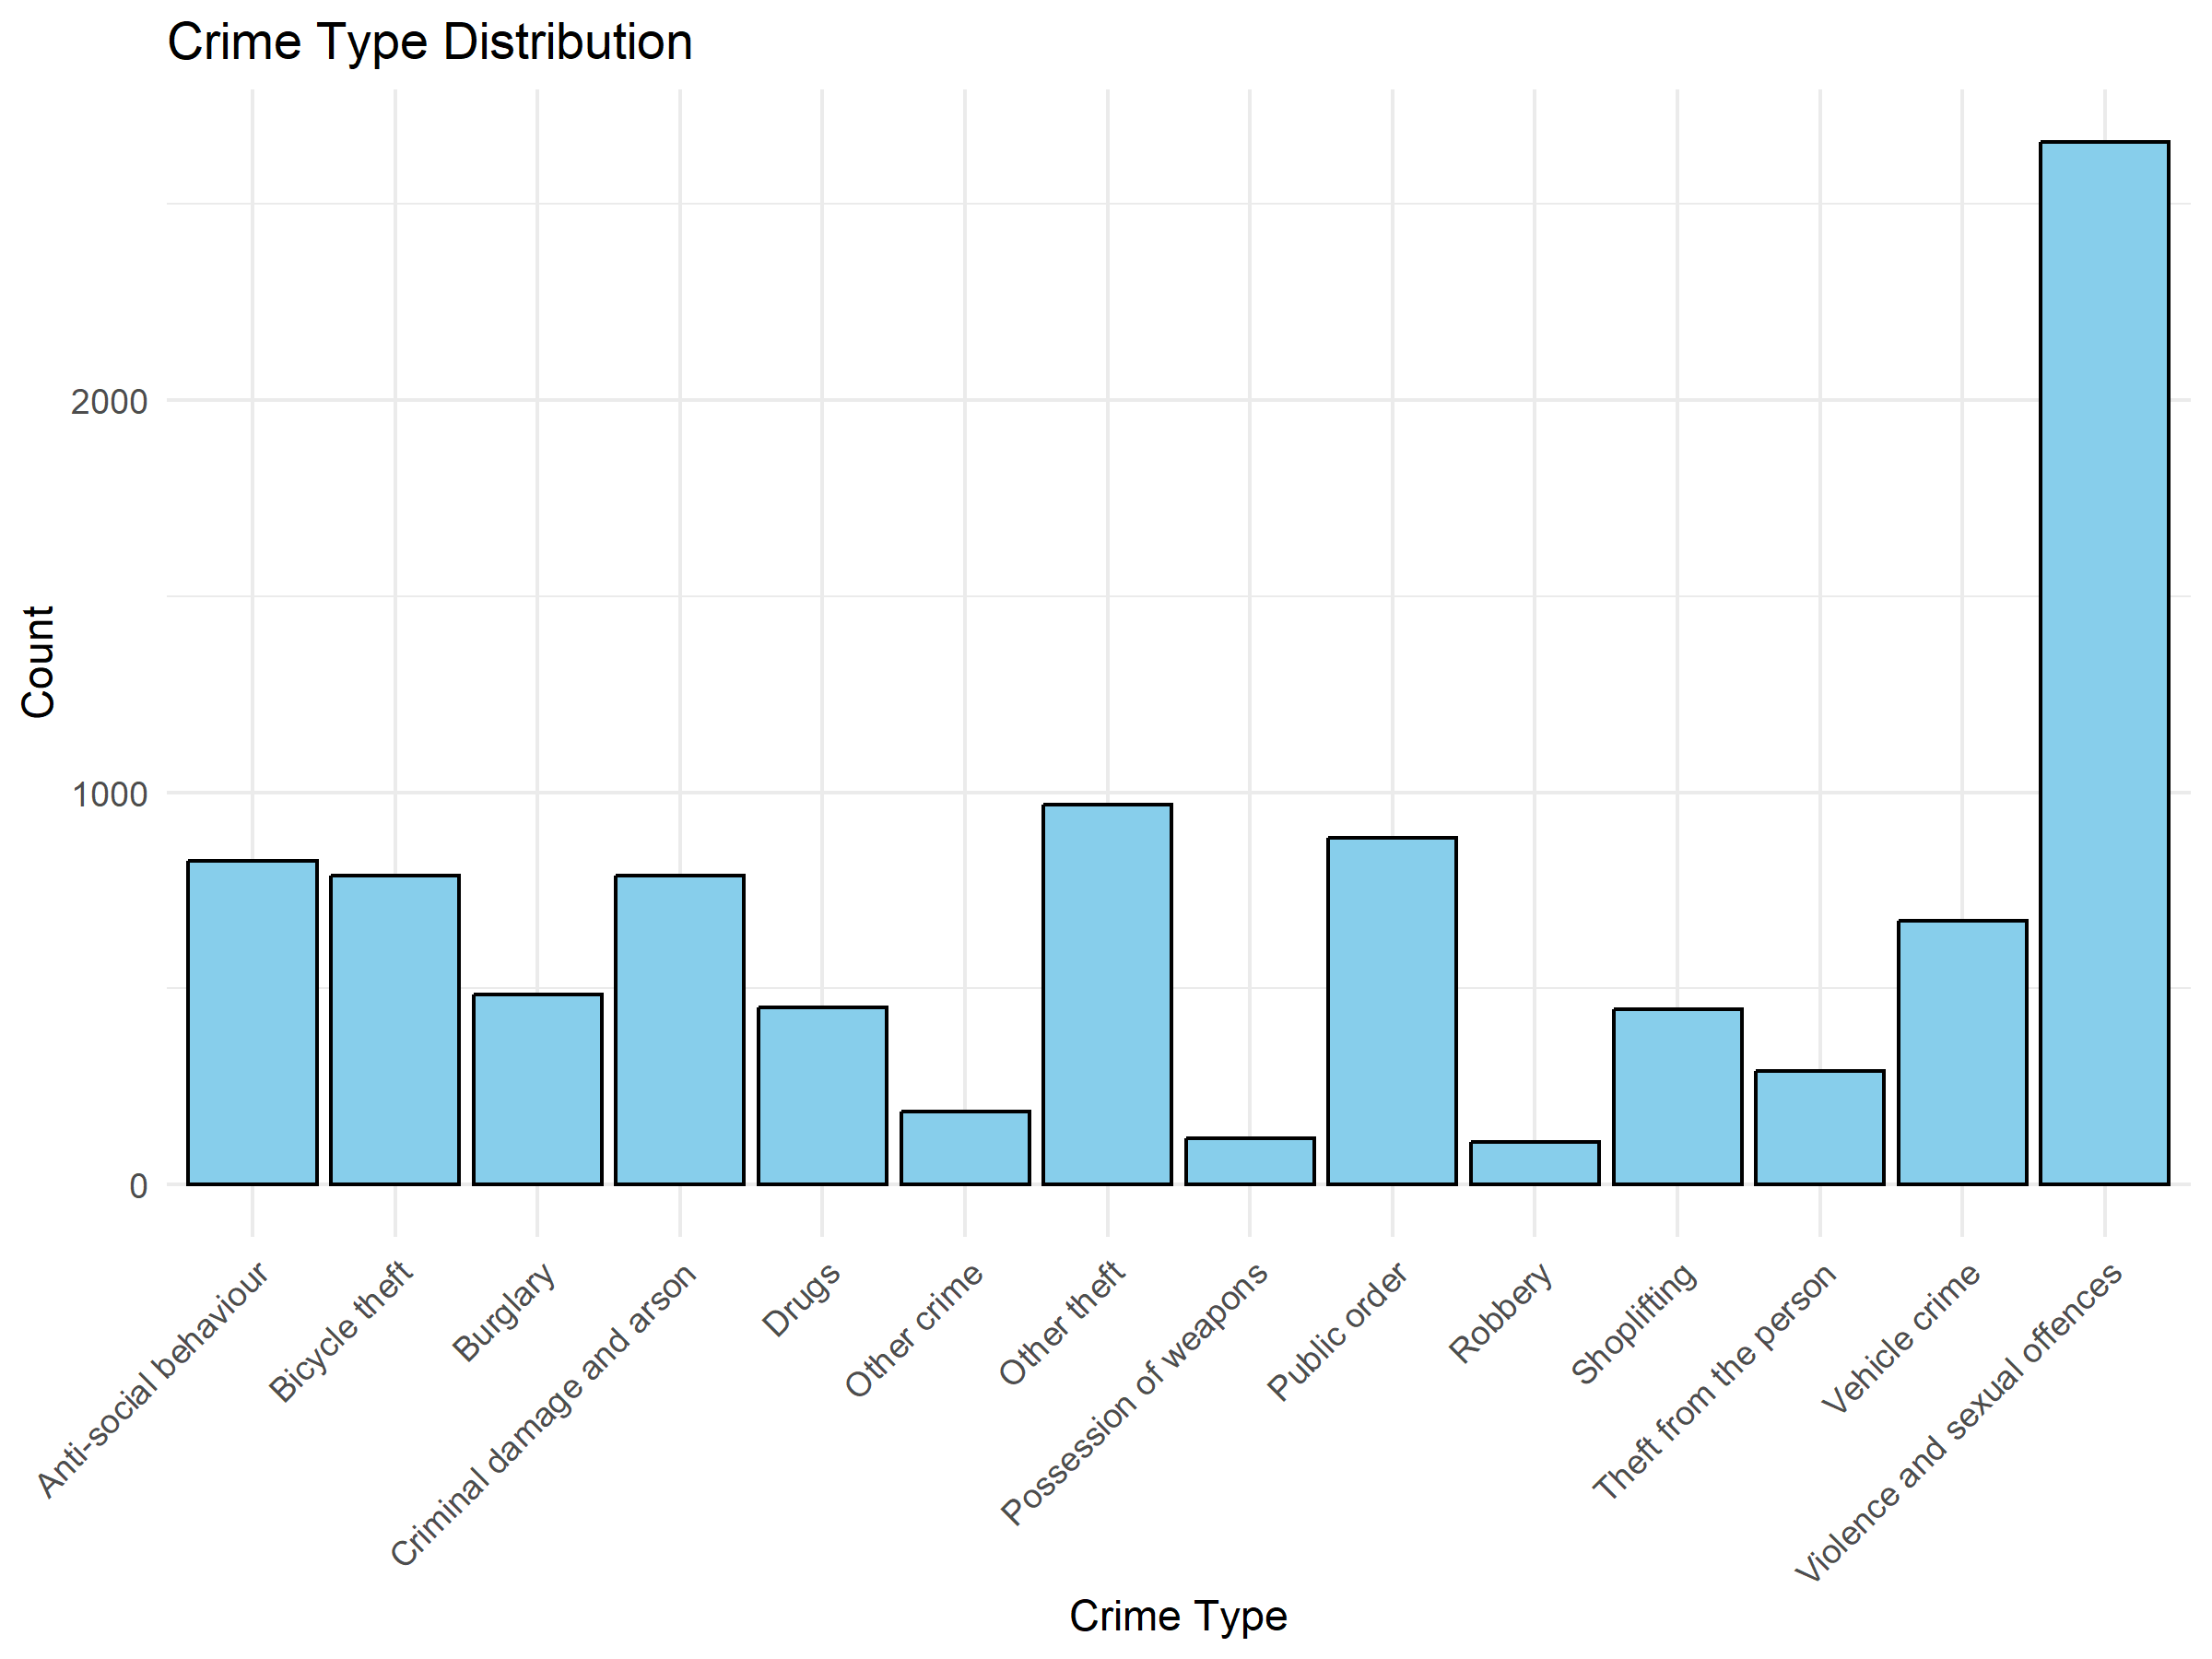 Crime Type Distribution
Count
2000
1000
0
Anti-social behaviour
Bicycle theft
Burglary
Criminal damage and arson
Drugs
Other crime
Other theft
Possession of weapons
Public order
Robbery
Shoplifting
Theft from the person
Vehicle crime
Violence and sexual offences
Crime Type